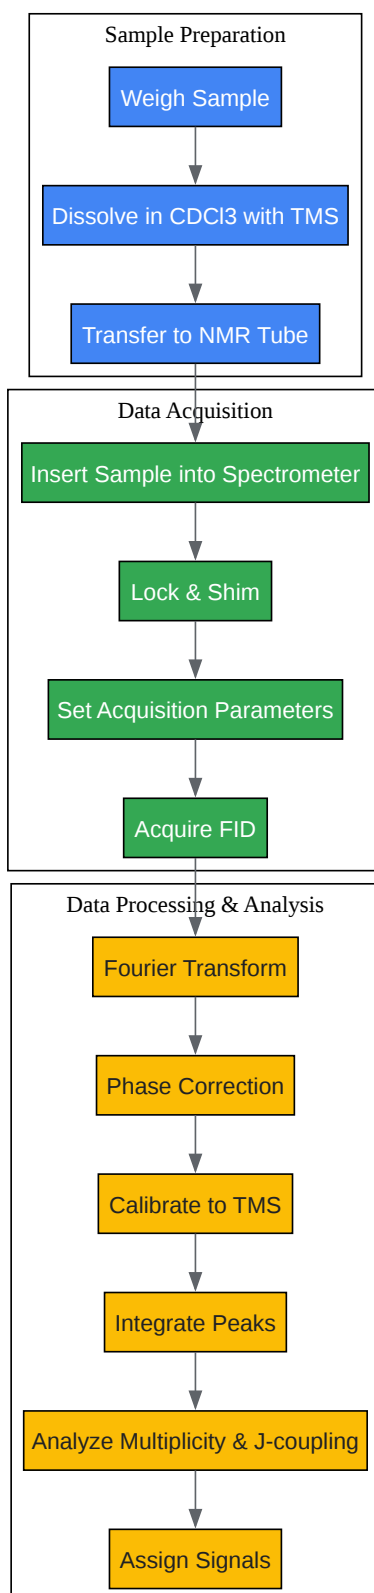 Sample Preparation
Weigh Sample
Dissolve in CDCl3 with TMS
Transfer to NMR Tube
Data Acquisition
Insert Sample into Spectrometer
Lock & Shim
Set Acquisition Parameters
Acquire FID
Data Processing & Analysis
Fourier Transform
Phase Correction
Calibrate to TMS
Integrate Peaks
Analyze Multiplicity & J-coupling
Assign Signals